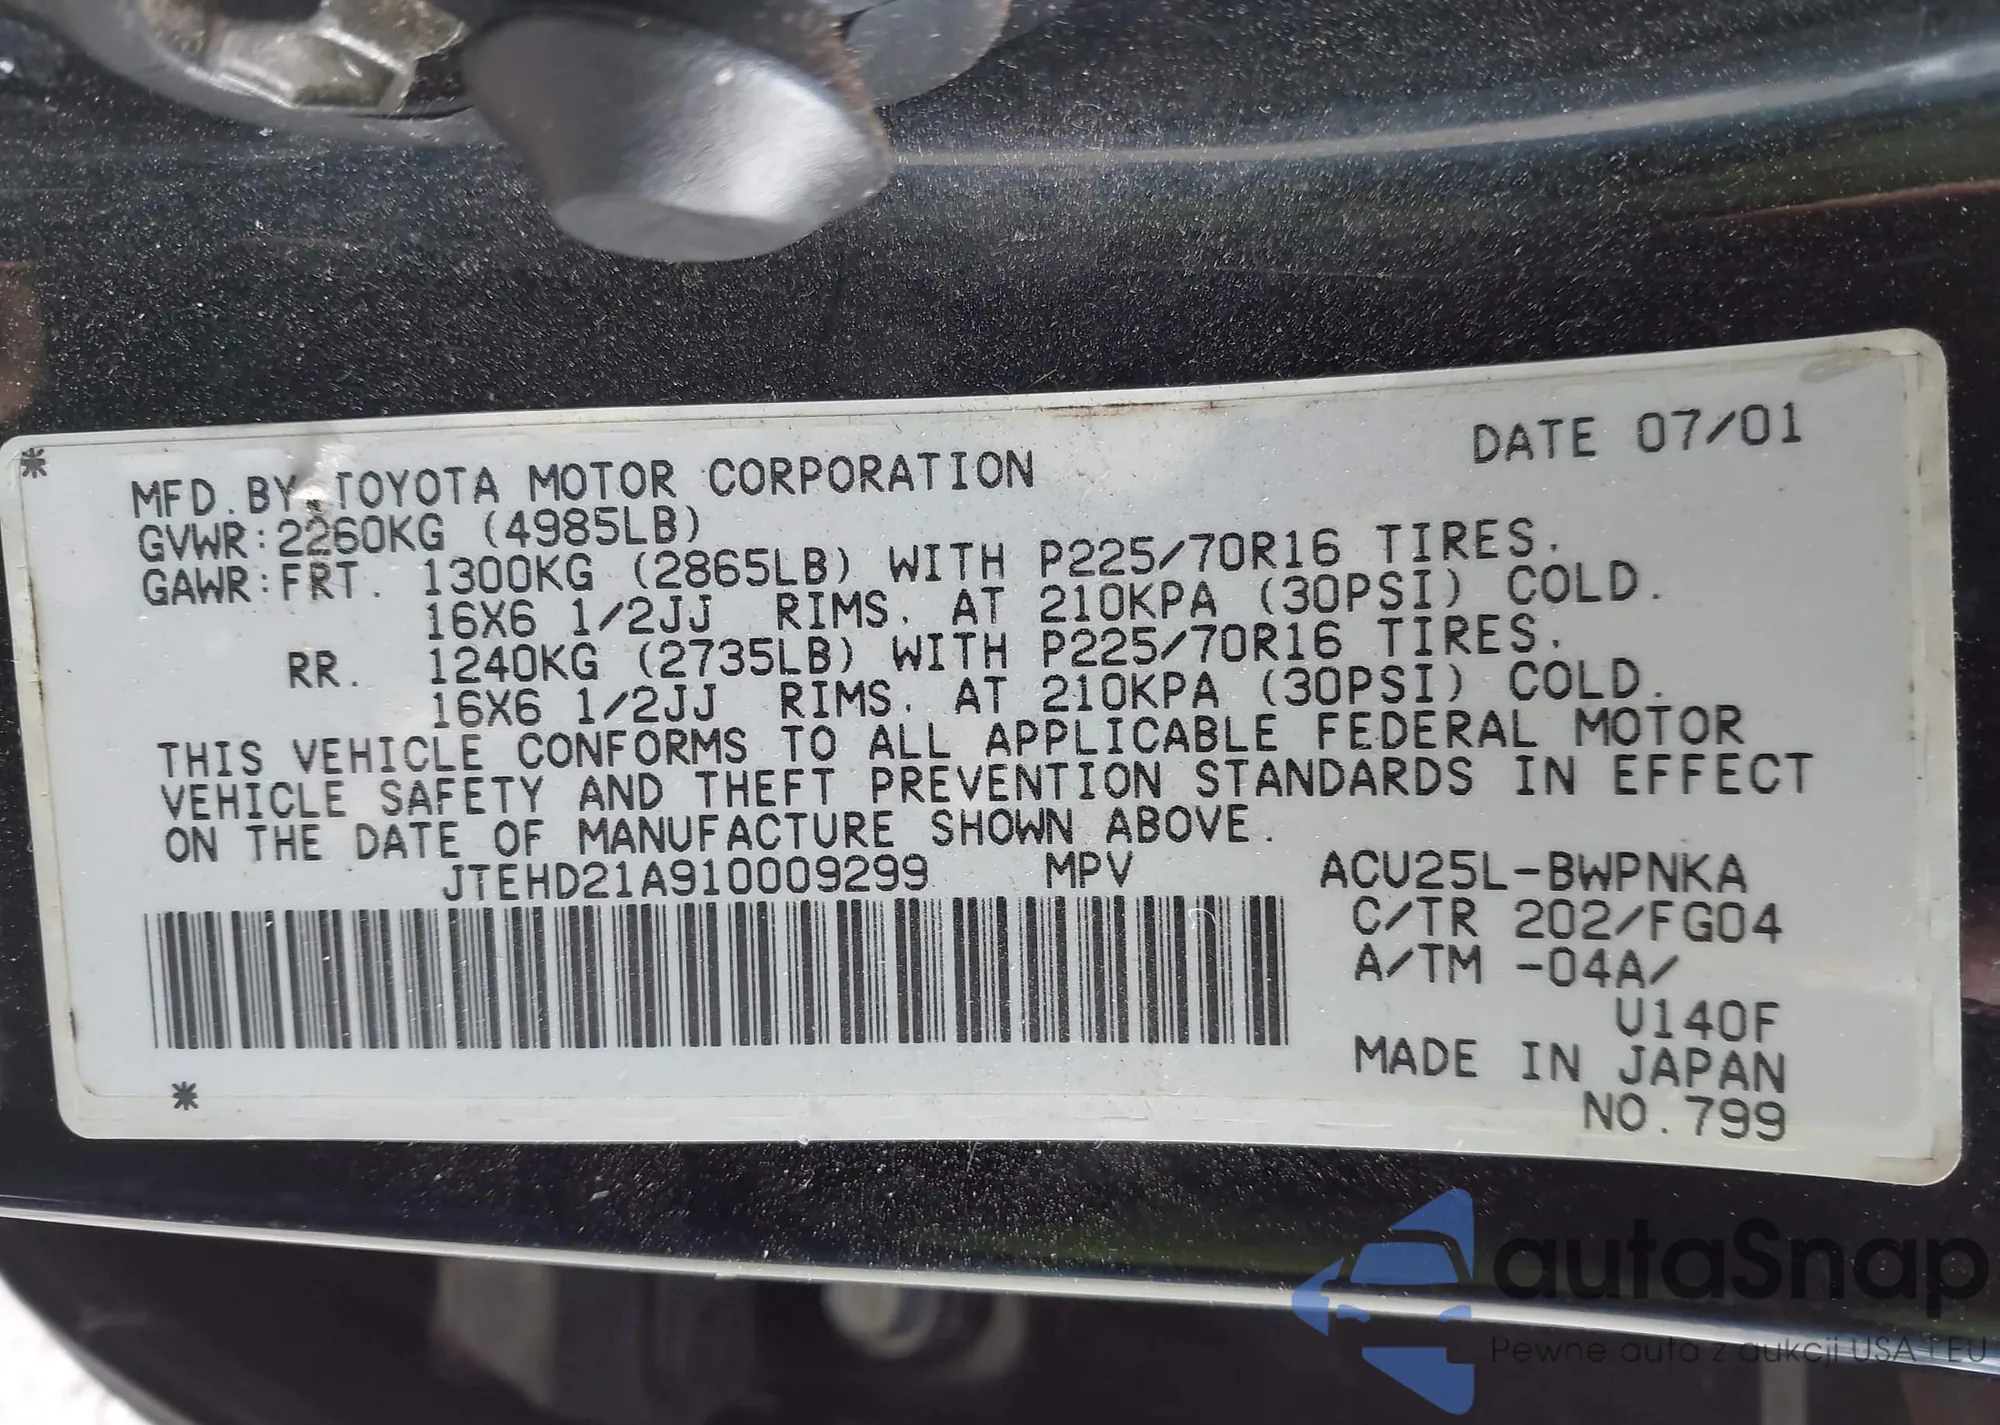 DATE 07/01
MFD.BY TOYOTA MOTOR CORPORATION
GVWR:2260KG (4985LB)
GAWR:FRT. 1300KG (2865LB) WITH P225/70R16 TIRES.
16X6 1/2JJ RIMS. AT 210KPA (30PSI) COLD.
RR. 1240KG (2735LB) WITH P225/70R16 TIRES.
16X6 1/2JJ RIMS. AT 210KPA (30PSI) COLD.
THIS VEHICLE CONFORMS TO ALL APPLICABLE FEDERAL MOTOR
VEHICLE SAFETY AND THEFT PREVENTION STANDARDS IN EFFECT
ON THE DATE OF MANUFACTURE SHOWN ABOVE.
JTEHD21A910009299 MPV ACU25L-BWPNKA
C/TR 202/FG04
A/TM -04A/
U140F
MADE IN JAPAN
NO.799
autaSnap
Pewne auto z aukcji USA i EU